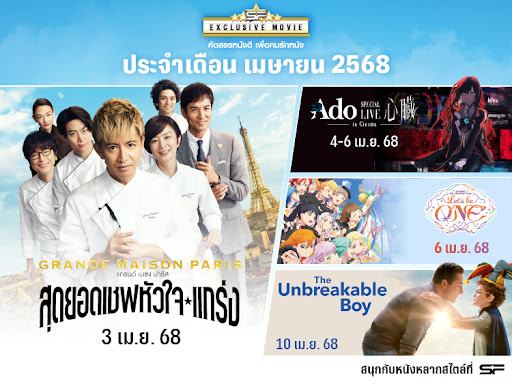 SF
EXCLUSIVE MOVIE
คัดสรรหนังดี เพื่อคนรักหนัง
ประจำเดือน เมษายน 2568
GRANDE MAISON PARIS
แกรนด์ เมซง ปารีส
สุดยอดเชฟหัวใจแกร่ง
3 เม.ย. 68
Ado SPECIAL LIVE 心臓
in Cinema
4-6 เม.ย. 68
Let's be
ONE
6 เม.ย. 68
The
Unbreakable
Boy
10 เม.ย. 68
สนุกกับหนังหลากสไตล์ที่ SF